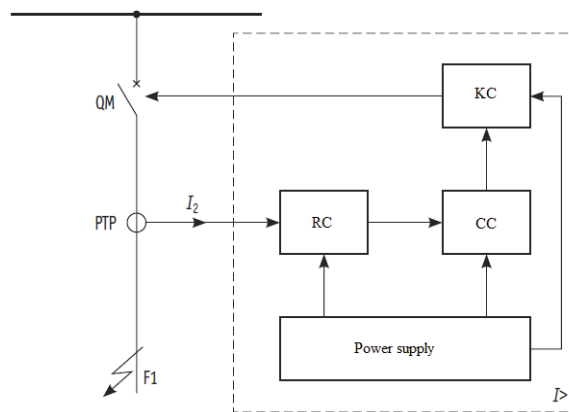 KC
QM
I₂
PTP
RC
CC
Power supply
F1
I>